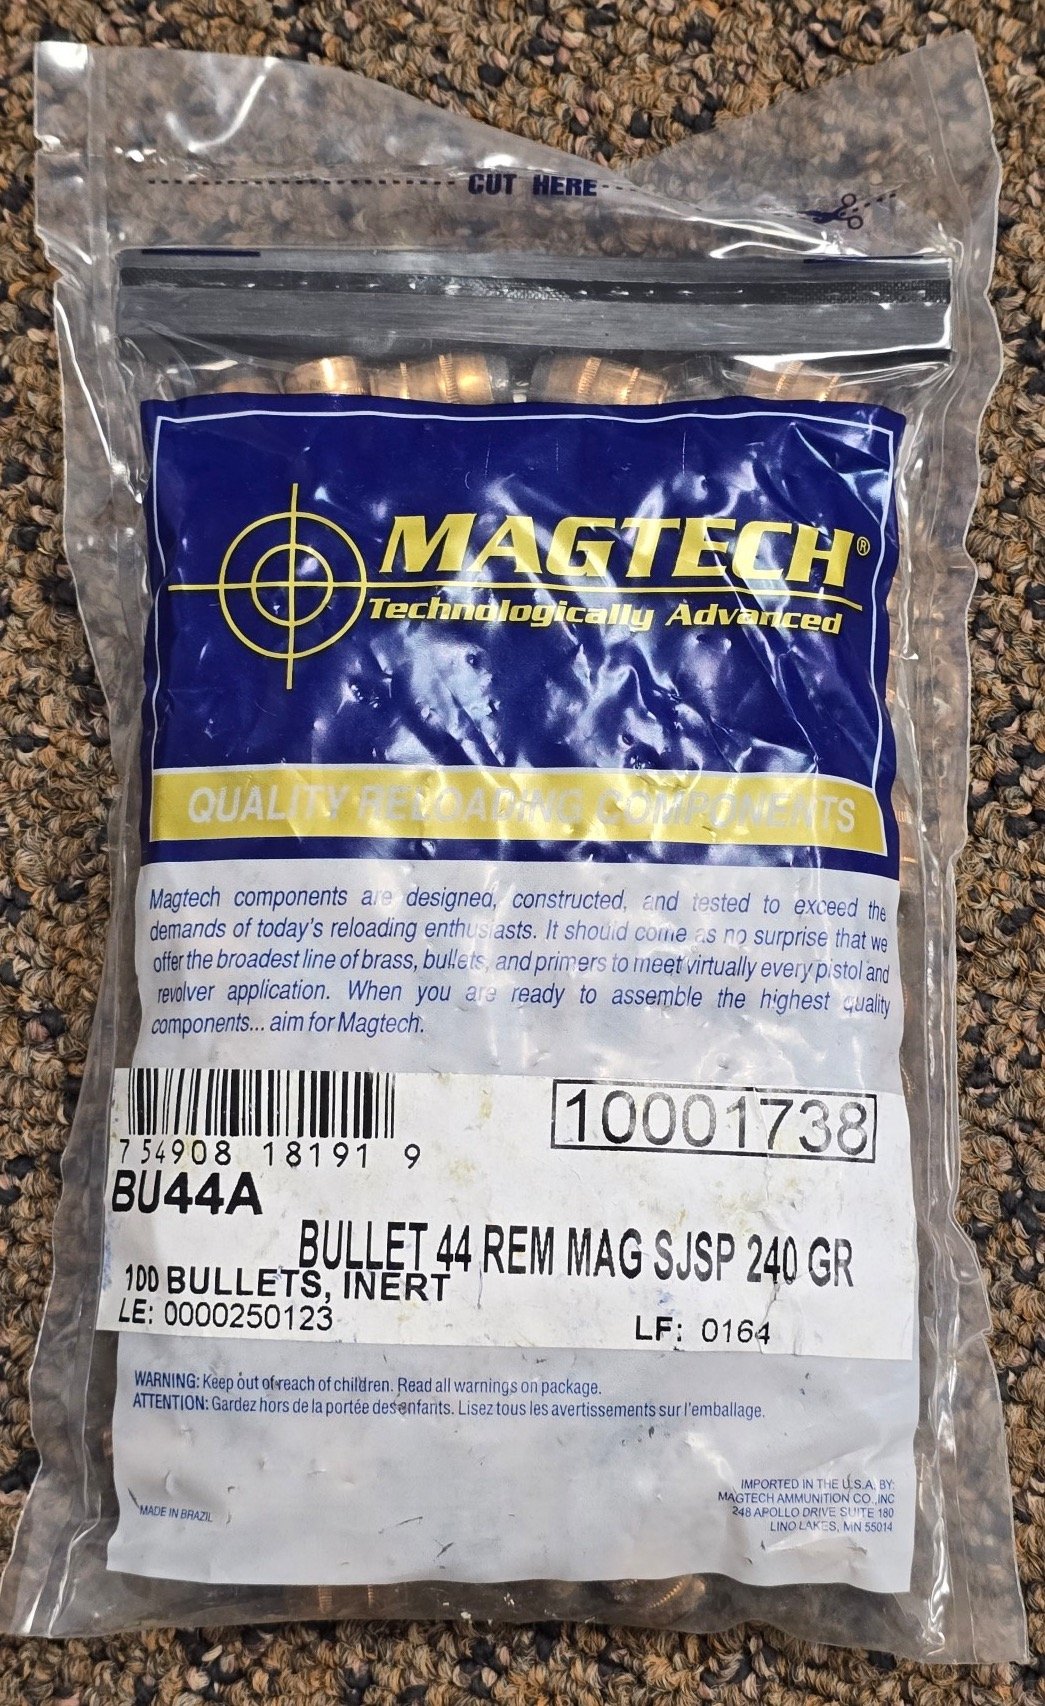 CUT HERE
MAGTECH®
Technologically Advanced
QUALITY RELOADING COMPONENTS
Magtech components are designed, constructed, and tested to exceed the
demands of today's reloading enthusiasts. It should come as no surprise that we
offer the broadest line of brass, bullets, and primers to meet virtually every pistol and
revolver application. When you are ready to assemble the highest quality
components... aim for Magtech.
10001738
7 54908 18191 9
BU44A
BULLET 44 REM MAG SJSP 240 GR
100 BULLETS, INERT
LE: 0000250123
LF: 0164
WARNING: Keep out of reach of children. Read all warnings on package.
ATTENTION: Gardez hors de la portée des enfants. Lisez tous les avertissements sur l'emballage.
MADE IN BRAZIL
IMPORTED IN THE U.S.A. BY:
MAGTECH AMMUNITION CO.,INC
248 APOLLO DRIVE SUITE 180
LINO LAKES, MN 55014